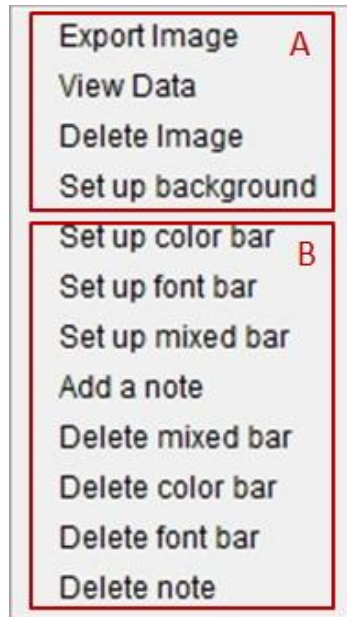 Export Image A
View Data
Delete Image
Set up background
Set up color bar B
Set up font bar
Set up mixed bar
Add a note
Delete mixed bar
Delete color bar
Delete font bar
Delete note